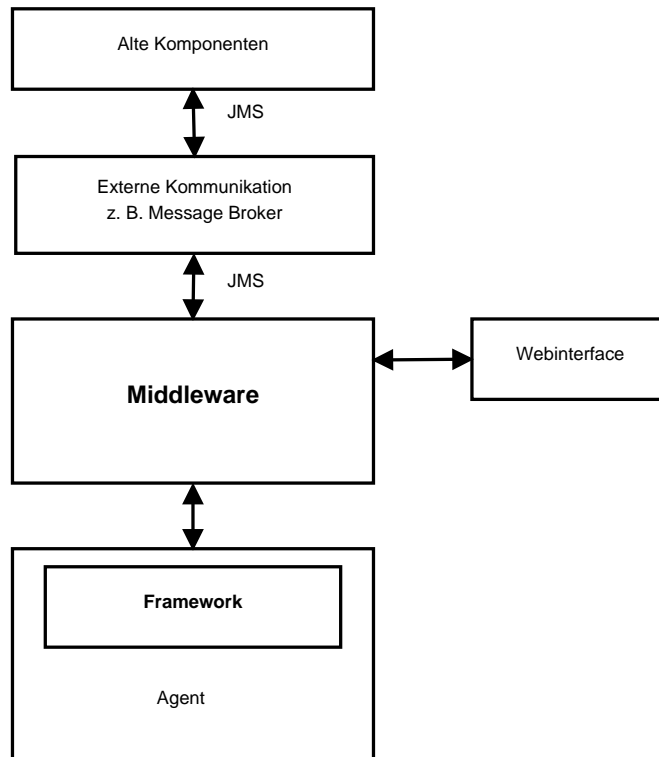 Alte Komponenten
JMS
Externe Kommunikation
z. B. Message Broker
JMS
Middleware
Webinterface
Framework
Agent